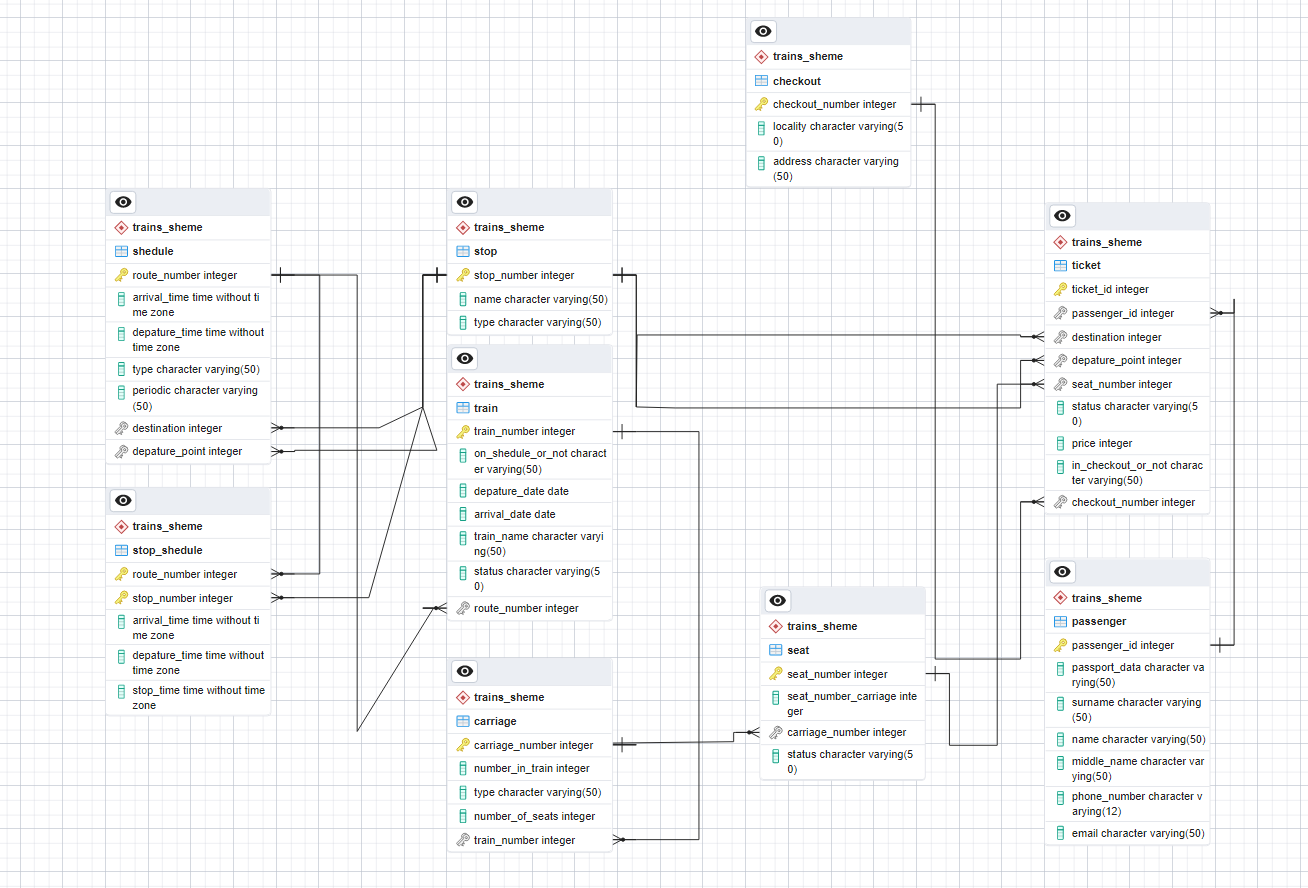 trains_sheme
checkout
checkout_number integer
locality character varying(5
0)
address character varying
(50)
trains_sheme
shedule
route_number integer
arrival_time time without ti
me zone
depature_time time without
time zone
type character varying(50)
periodic character varying
(50)
destination integer
depature_point integer
trains_sheme
stop
stop_number integer
name character varying(50)
type character varying(50)
trains_sheme
train
train_number integer
on_shedule_or_not charact
er varying(50)
depature_date date
arrival_date date
train_name character varyi
ng(50)
status character varying(5
0)
route_number integer
trains_sheme
ticket
ticket_id integer
passenger_id integer
destination integer
depature_point integer
seat_number integer
status character varying(5
0)
price integer
in_checkout_or_not charac
ter varying(50)
checkout_number integer
trains_sheme
stop_shedule
route_number integer
stop_number integer
arrival_time time without ti
me zone
depature_time time without
time zone
stop_time time without time
zone
trains_sheme
carriage
carriage_number integer
number_in_train integer
type character varying(50)
number_of_seats integer
train_number integer
trains_sheme
seat
seat_number integer
seat_number_carriage inte
ger
carriage_number integer
status character varying(5
0)
trains_sheme
passenger
passenger_id integer
passport_data character va
rying(50)
surname character varying
(50)
name character varying(50)
middle_name character var
ying(50)
phone_number character v
arying(12)
email character varying(50)